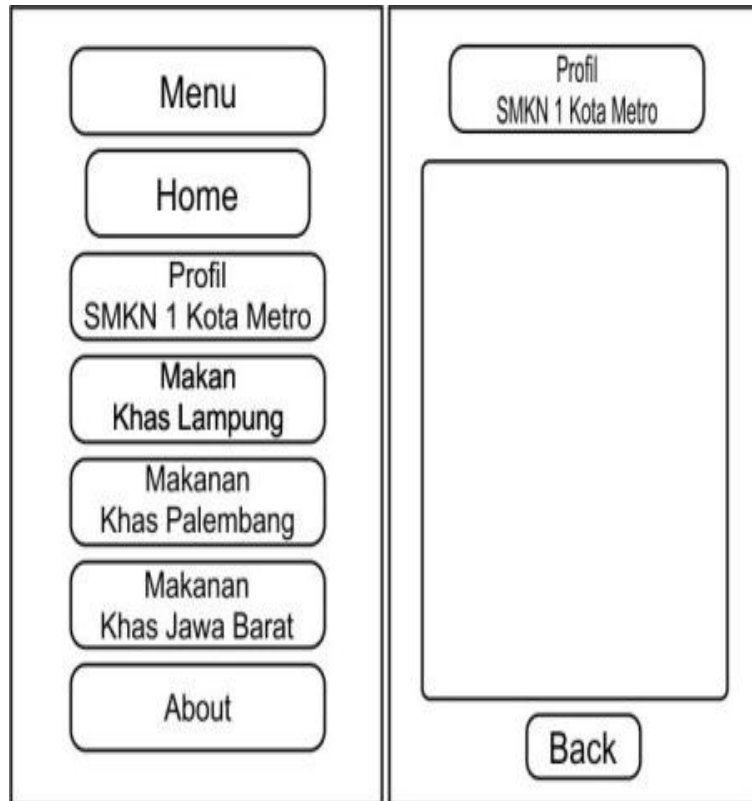 Menu
Home
Profil
SMKN 1 Kota Metro
Makan
Khas Lampung
Makanan
Khas Palembang
Makanan
Khas Jawa Barat
About
Profil
SMKN 1 Kota Metro
Back